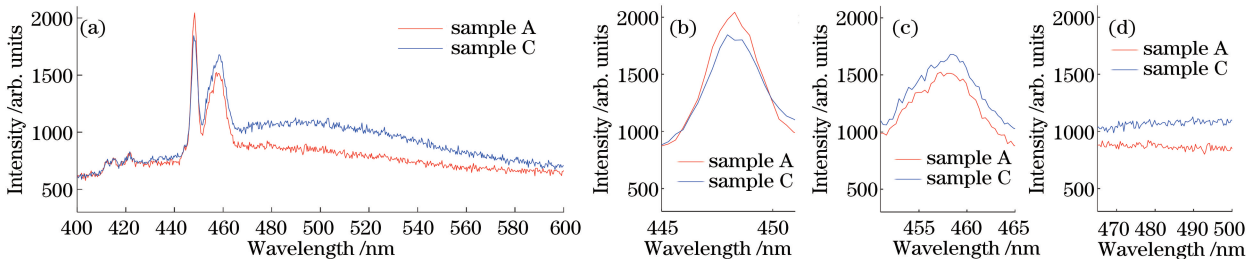 (a)
Intensity /arb. units
2000
1500
1000
500
sample A
sample C
400 420 440 460 480 500 520 540 560 580 600
Wavelength /nm
(b)
Intensity /arb. units
2000
1500
1000
500
sample A
sample C
445 450
Wavelength /nm
(c)
Intensity /arb. units
2000
1500
1000
500
sample A
sample C
455 460 465
Wavelength /nm
(d)
Intensity /arb. units
2000
1500
1000
500
sample A
sample C
470 480 490 500
Wavelength /nm